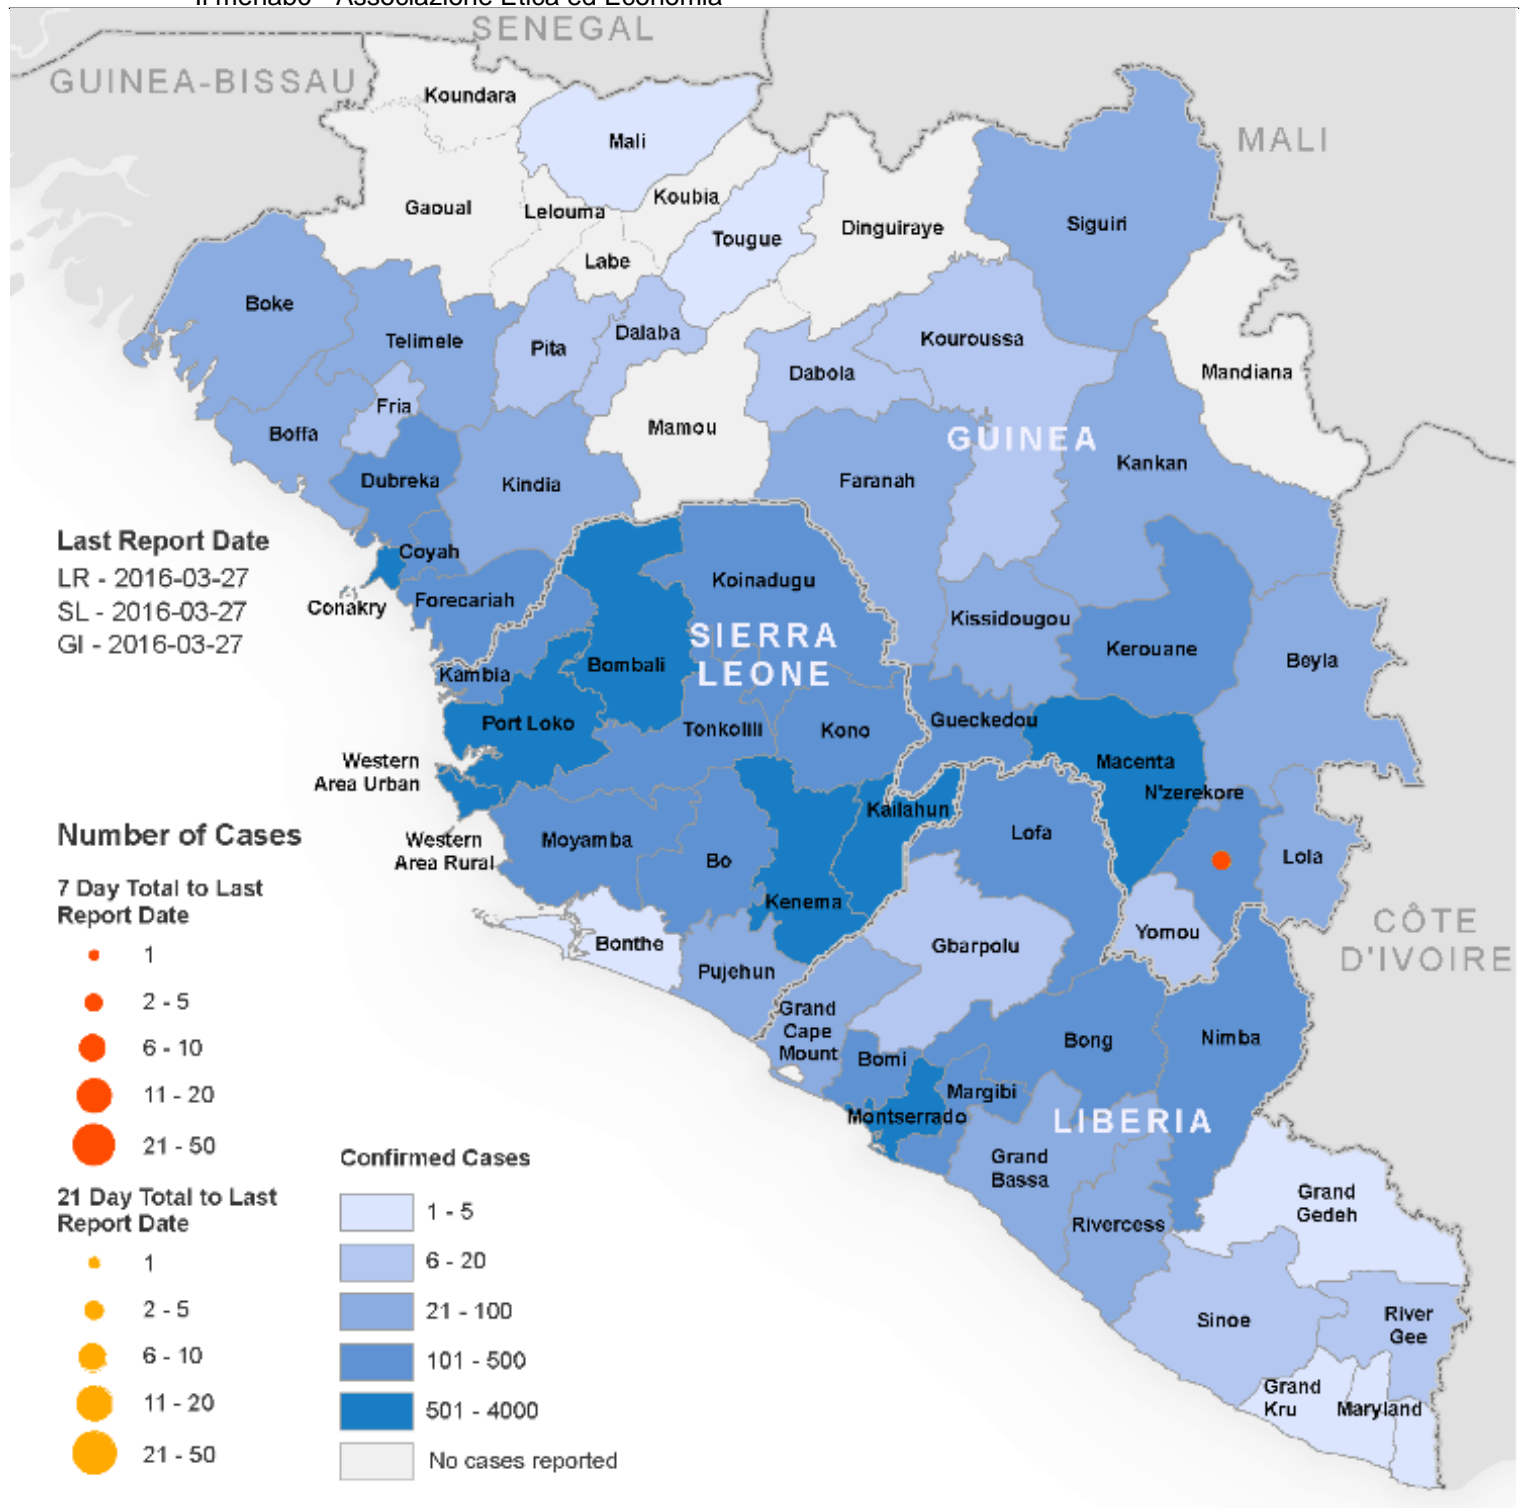 Il menabò - Associazione Etica ed Economia
SENEGAL
GUINEA-BISSAU
Koundara
MALI
Mali
Koubia
Gaoual
Lelouma
Siguiri
Dinguiraye
Tougue
Labe
Boke
Dalaba
Telimele
Pita
Kouroussa
Dabola
Mandiana
Fria
Boffa
Mamou
GUINEA
Kankan
Dubreka
Kindia
Faranah
Last Report Date
LR - 2016-03-27
SL - 2016-03-27
GI - 2016-03-27
Coyah
Koinadugu
Conakry
Forecariah
Kissidougou
SIERRA
LEONE
Kerouane
Beyla
Bombali
Kambia
Port Loko
Tonkolili
Kono
Gueckedou
Western
Area Urban
Macenta
N'zerekore
Kailahun
Lofa
Western
Area Rural
Moyamba
Bo
Lola
Kenema
CÔTE
D'IVOIRE
Yomou
Bonthe
Gbarpolu
Pujehun
Grand
Cape
Mount
Bomi
Bong
Nimba
Margibi
Montserrado
LIBERIA
Grand
Bassa
Rivercess
Grand
Gedeh
Sinoe
River
Gee
Grand
Kru
Maryland
Number of Cases
7 Day Total to Last
Report Date
1
2 - 5
6 - 10
11 - 20
21 - 50
21 Day Total to Last
Report Date
1
2 - 5
6 - 10
11 - 20
21 - 50
Confirmed Cases
1 - 5
6 - 20
21 - 100
101 - 500
501 - 4000
No cases reported